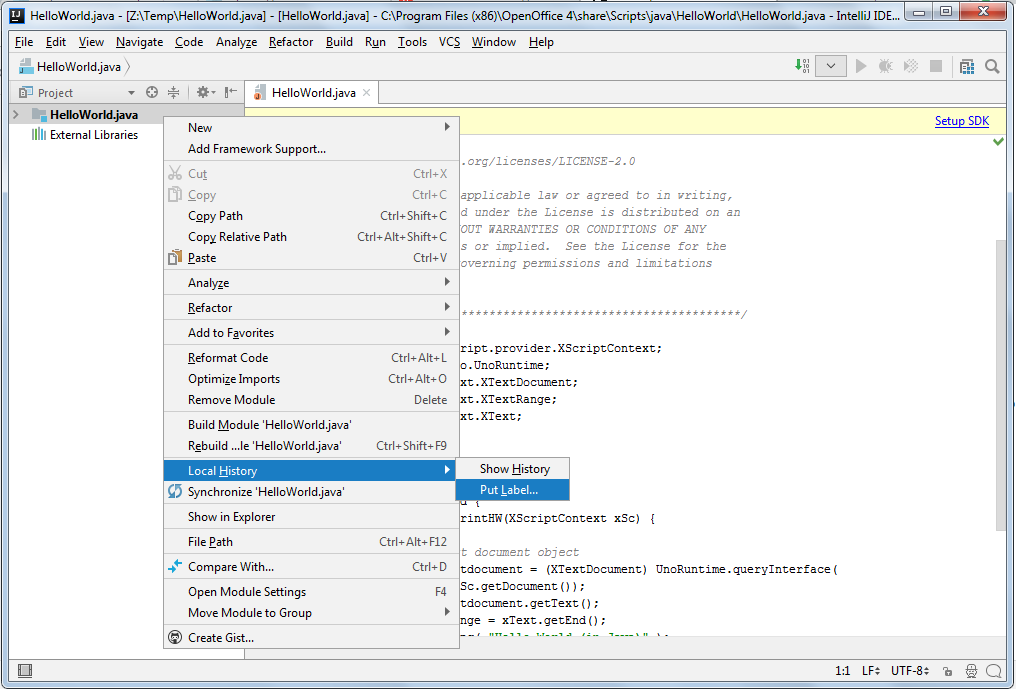 HelloWorld.java - [Z:\Temp\HelloWorld.java] - [HelloWorld.java] - C:\Program Files (x86)\OpenOffice 4\share\Scripts\java\HelloWorld\HelloWorld.java - IntelliJ IDE...
File Edit View Navigate Code Analyze Refactor Build Run Tools VCS Window Help
HelloWorld.java
Project
HelloWorld.java
HelloWorld.java
External Libraries
Setup SDK
New
Add Framework Support...
Cut Ctrl+X
Copy Ctrl+C
Copy Path Ctrl+Shift+C
Copy Relative Path Ctrl+Alt+Shift+C
Paste Ctrl+V
Analyze
Refactor
Add to Favorites
Reformat Code Ctrl+Alt+L
Optimize Imports Ctrl+Alt+O
Remove Module Delete
Build Module 'HelloWorld.java'
Rebuild ...le 'HelloWorld.java' Ctrl+Shift+F9
Local History
Synchronize 'HelloWorld.java'
Show in Explorer
File Path Ctrl+Alt+F12
Compare With... Ctrl+D
Open Module Settings F4
Move Module to Group
Create Gist...
Show History
Put Label...
.org/licenses/LICENSE-2.0
applicable law or agreed to in writing,
d under the License is distributed on an
OUT WARRANTIES OR CONDITIONS OF ANY
s or implied.  See the License for the
overning permissions and limitations
****************************************/
ript.provider.XScriptContext;
o.UnoRuntime;
xt.XTextDocument;
xt.XTextRange;
xt.XText;
d {
rintHW(XScriptContext xSc) {
t document object
tdocument = (XTextDocument) UnoRuntime.queryInterface(
Sc.getDocument());
tdocument.getText();
nge = xText.getEnd();
"Hello World (in Java)" );
1:1 LF UTF-8